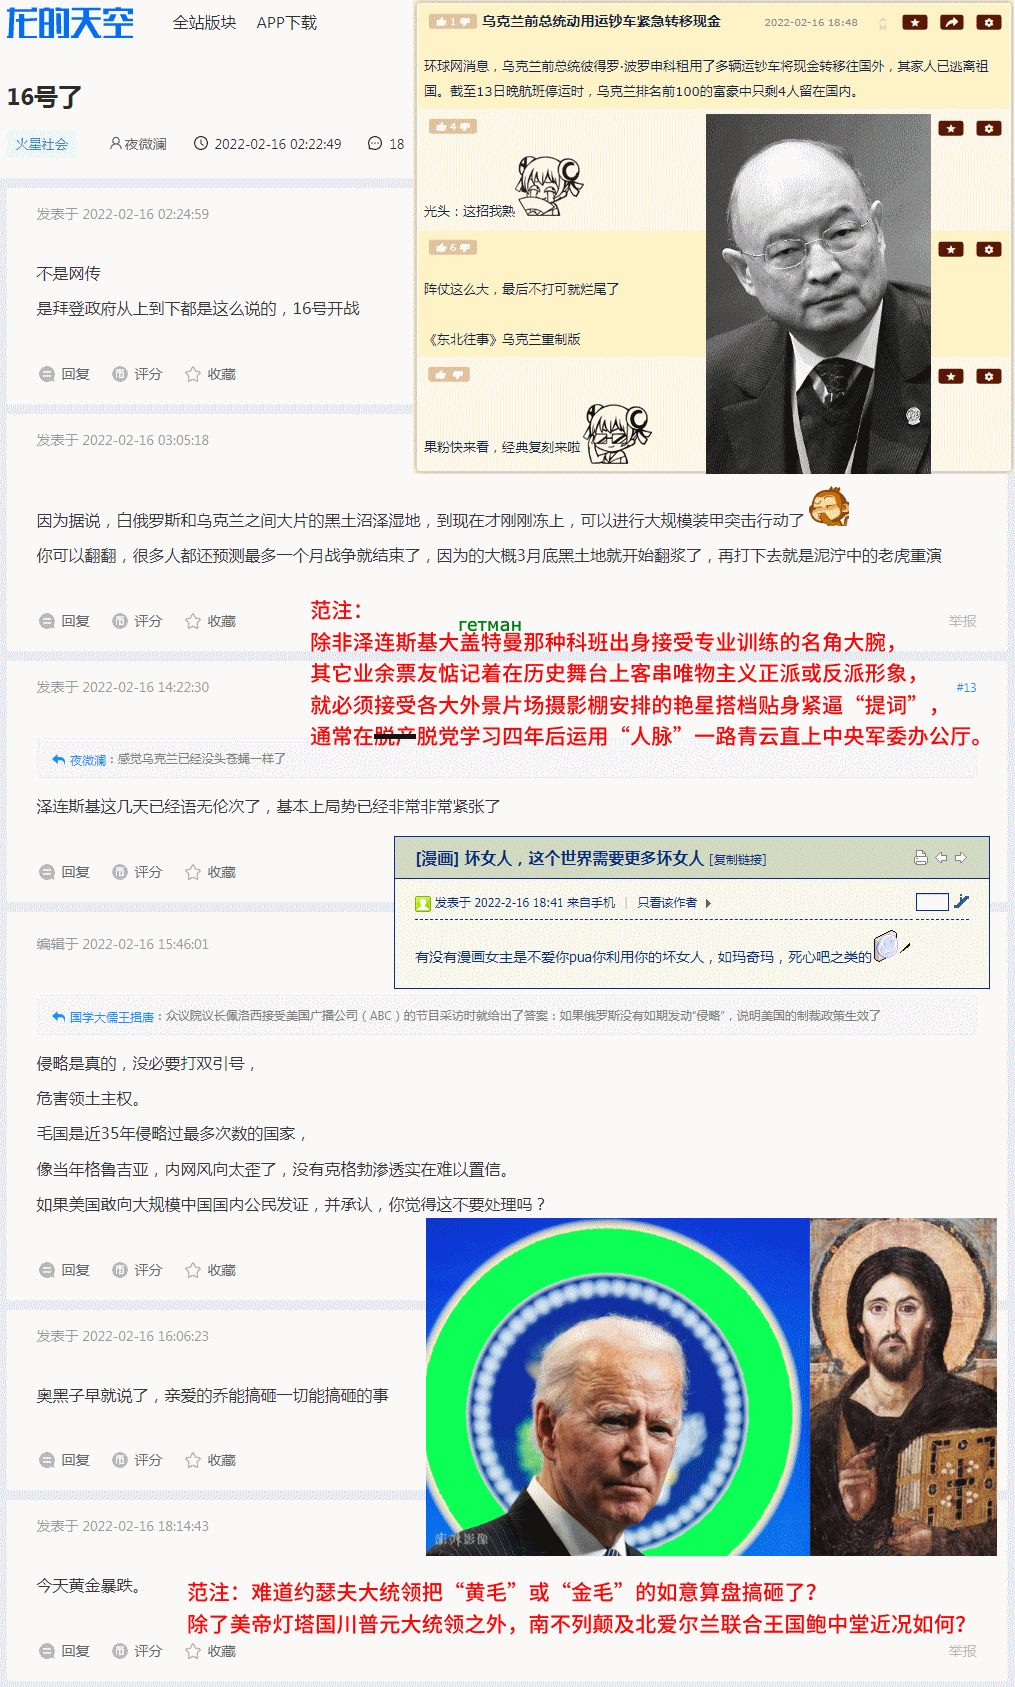 龙的天空
全站版块 APP下载
16号了
火星社会 夜微澜 2022-02-16 02:22:49 18
1 乌克兰前总统动用运钞车紧急转移现金 2022-02-16 18:48
环球网消息，乌克兰前总统彼得罗·波罗申科租用了多辆运钞车将现金转移往国外，其家人已逃离祖
国。截至13日晚航班停运时，乌克兰排名前100的富豪中只剩4人留在国内。
4
光头：这招我熟
6
阵仗这么大，最后不打可就烂尾了
《东北往事》乌克兰重制版
果粉快来看，经典复刻来啦
发表于 2022-02-16 02:24:59
不是网传
是拜登政府从上到下都是这么说的，16号开战
回复 评分 收藏
发表于 2022-02-16 03:05:18
因为据说，白俄罗斯和乌克兰之间大片的黑土沼泽湿地，到现在才刚刚冻上，可以进行大规模装甲突击行动了
你可以翻翻，很多人都还预测最多一个月战争就结束了，因为的大概3月底黑土地就开始翻浆了，再打下去就是泥泞中的老虎重演
回复 评分 收藏 举报
范注：
гетман
除非泽连斯基大盖特曼那种科班出身接受专业训练的名角大腕，
其它业余票友惦记着在历史舞台上客串唯物主义正派或反派形象，
就必须接受各大外景片场摄影棚安排的艳星搭档贴身紧逼“提词”，
通常在脱产脱党学习四年后运用“人脉”一路青云直上中央军委办公厅。
发表于 2022-02-16 14:22:30 #13
夜微澜：感觉乌克兰已经没头苍蝇一样了
泽连斯基这几天已经语无伦次了，基本上局势已经非常非常紧张了
回复 评分 收藏
[漫画] 坏女人，这个世界需要更多坏女人 [复制链接]
发表于 2022-2-16 18:41 来自手机 | 只看该作者
有没有漫画女主是不爱你pua你利用你的坏女人，如玛奇玛，死心吧之类的
编辑于 2022-02-16 15:46:01
国学大儒王揖唐：众议院议长佩洛西接受美国广播公司（ABC）的节目采访时就给出了答案：如果俄罗斯没有如期发动“侵略”，说明美国的制裁政策生效了
侵略是真的，没必要打双引号，
危害领土主权。
毛国是近35年侵略过最多次数的国家，
像当年格鲁吉亚，内网风向太歪了，没有克格勃渗透实在难以置信。
如果美国敢向大规模中国国内公民发证，并承认，你觉得这不要处理吗？
回复 评分 收藏
发表于 2022-02-16 16:06:23
奥黑子早就说了，亲爱的乔能搞砸一切能搞砸的事
回复 评分 收藏
澎湃影像
发表于 2022-02-16 18:14:43
今天黄金暴跌。
范注：难道约瑟夫大统领把“黄毛”或“金毛”的如意算盘搞砸了？
除了美帝灯塔国川普元大统领之外，南不列颠及北爱尔兰联合王国鲍中堂近况如何？
回复 评分 收藏 举报